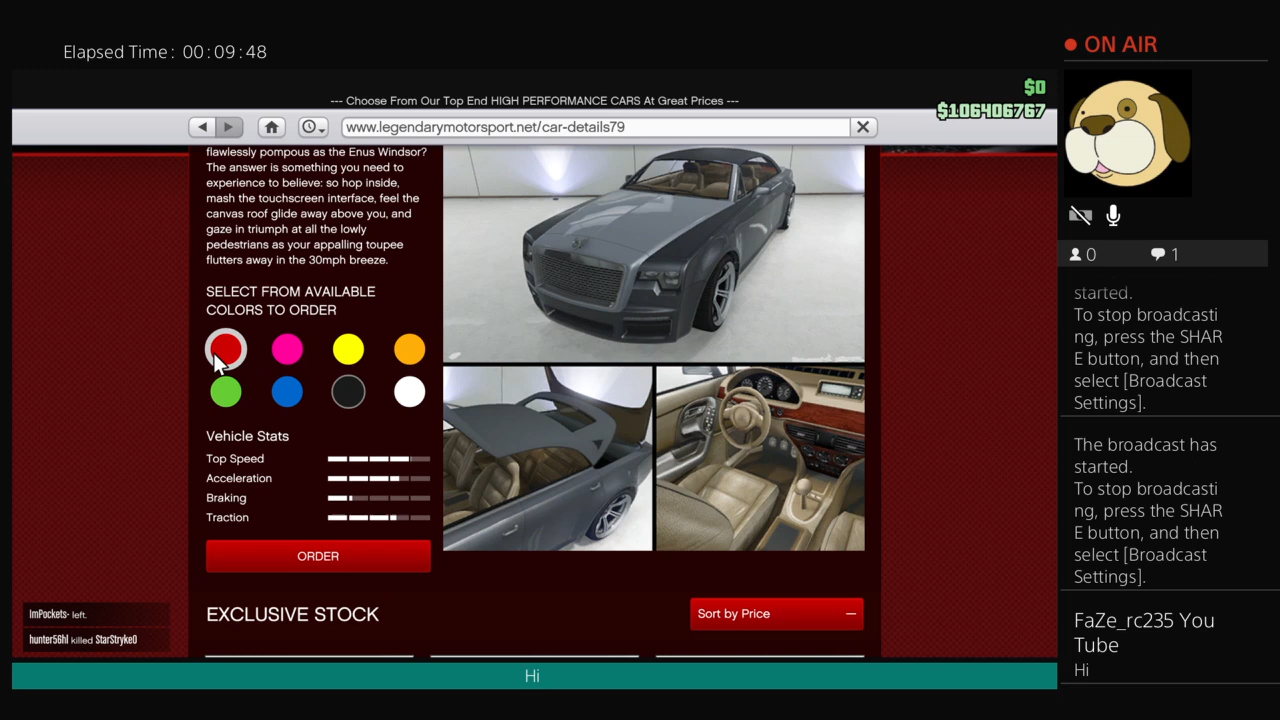 Elapsed Time: 00:09:48
--- Choose From Our Top End HIGH PERFORMANCE CARS At Great Prices ---
$0
$106406767
www.legendarymotorsport.net/car-details79
flawlessly pompous as the Enus Windsor?
The answer is something you need to
experience to believe: so hop inside,
mash the touchscreen interface, feel the
canvas roof glide away above you, and
gaze in triumph at all the lowly
pedestrians as your appalling toupee
flutters away in the 30mph breeze.
SELECT FROM AVAILABLE
COLORS TO ORDER
Vehicle Stats
Top Speed
Acceleration
Braking
Traction
ORDER
EXCLUSIVE STOCK
Sort by Price
ImPockets- left.
hunter56hl killed StarStryke0
Hi
ON AIR
0
1
started.
To stop broadcasti
ng, press the SHAR
E button, and then
select [Broadcast
Settings].
The broadcast has
started.
To stop broadcasti
ng, press the SHAR
E button, and then
select [Broadcast
Settings].
FaZe_rc235 You
Tube
Hi